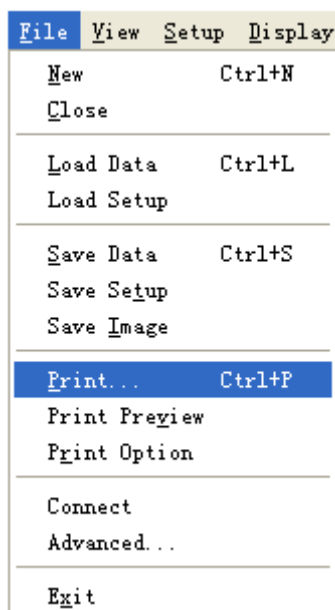 File View Setup Display
New Ctrl+N
Close
Load Data Ctrl+L
Load Setup
Save Data Ctrl+S
Save Setup
Save Image
Print... Ctrl+P
Print Preview
Print Option
Connect
Advanced...
Exit